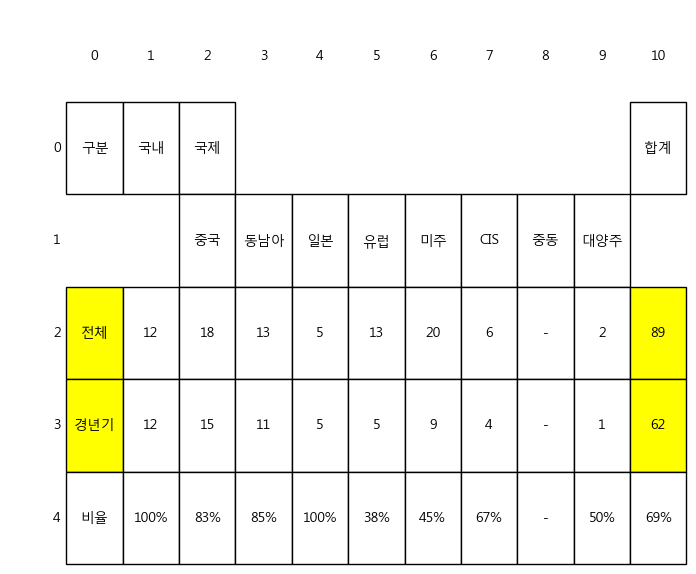 0 1 2 3 4 5 6 7 8 9 10
0 구분 국내 국제 합계
1 중국 동남아 일본 유럽 미주 CIS 중동 대양주
2 전체 12 18 13 5 13 20 6 - 2 89
3 경년기 12 15 11 5 5 9 4 - 1 62
4 비율 100% 83% 85% 100% 38% 45% 67% - 50% 69%